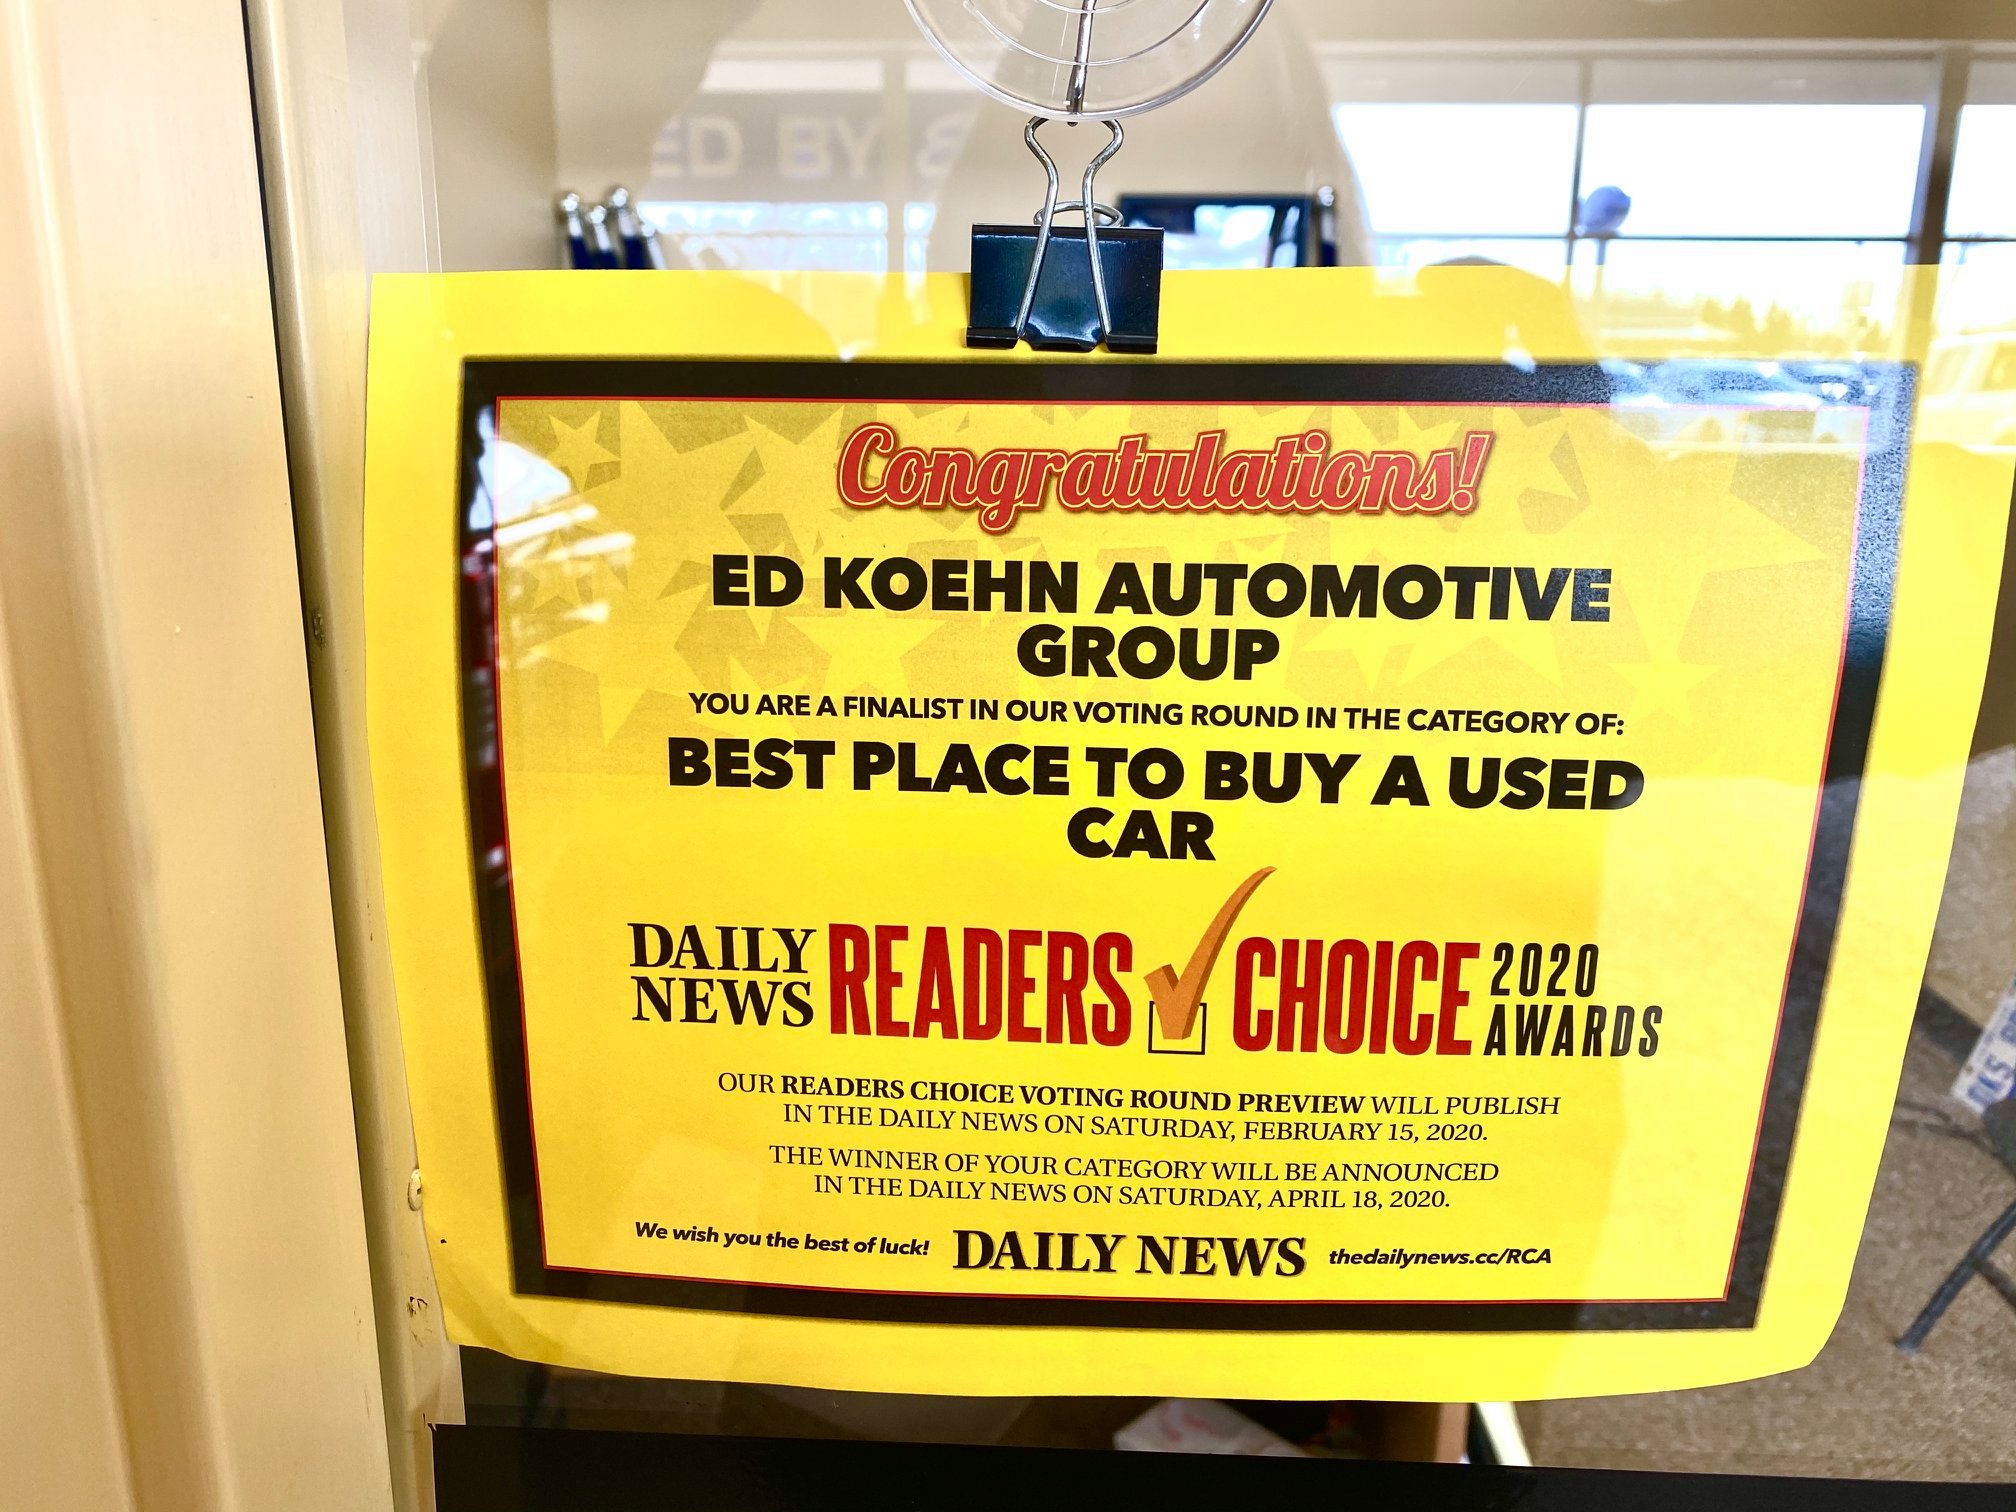 ED BY &
Congratulations!
ED KOEHN AUTOMOTIVE
GROUP
YOU ARE A FINALIST IN OUR VOTING ROUND IN THE CATEGORY OF:
BEST PLACE TO BUY A USED
CAR
DAILY
NEWS
READERS CHOICE
2020
AWARDS
OUR READERS CHOICE VOTING ROUND PREVIEW WILL PUBLISH
IN THE DAILY NEWS ON SATURDAY, FEBRUARY 15, 2020.
THE WINNER OF YOUR CATEGORY WILL BE ANNOUNCED
IN THE DAILY NEWS ON SATURDAY, APRIL 18, 2020.
We wish you the best of luck! DAILY NEWS thedailynews.cc/RCA